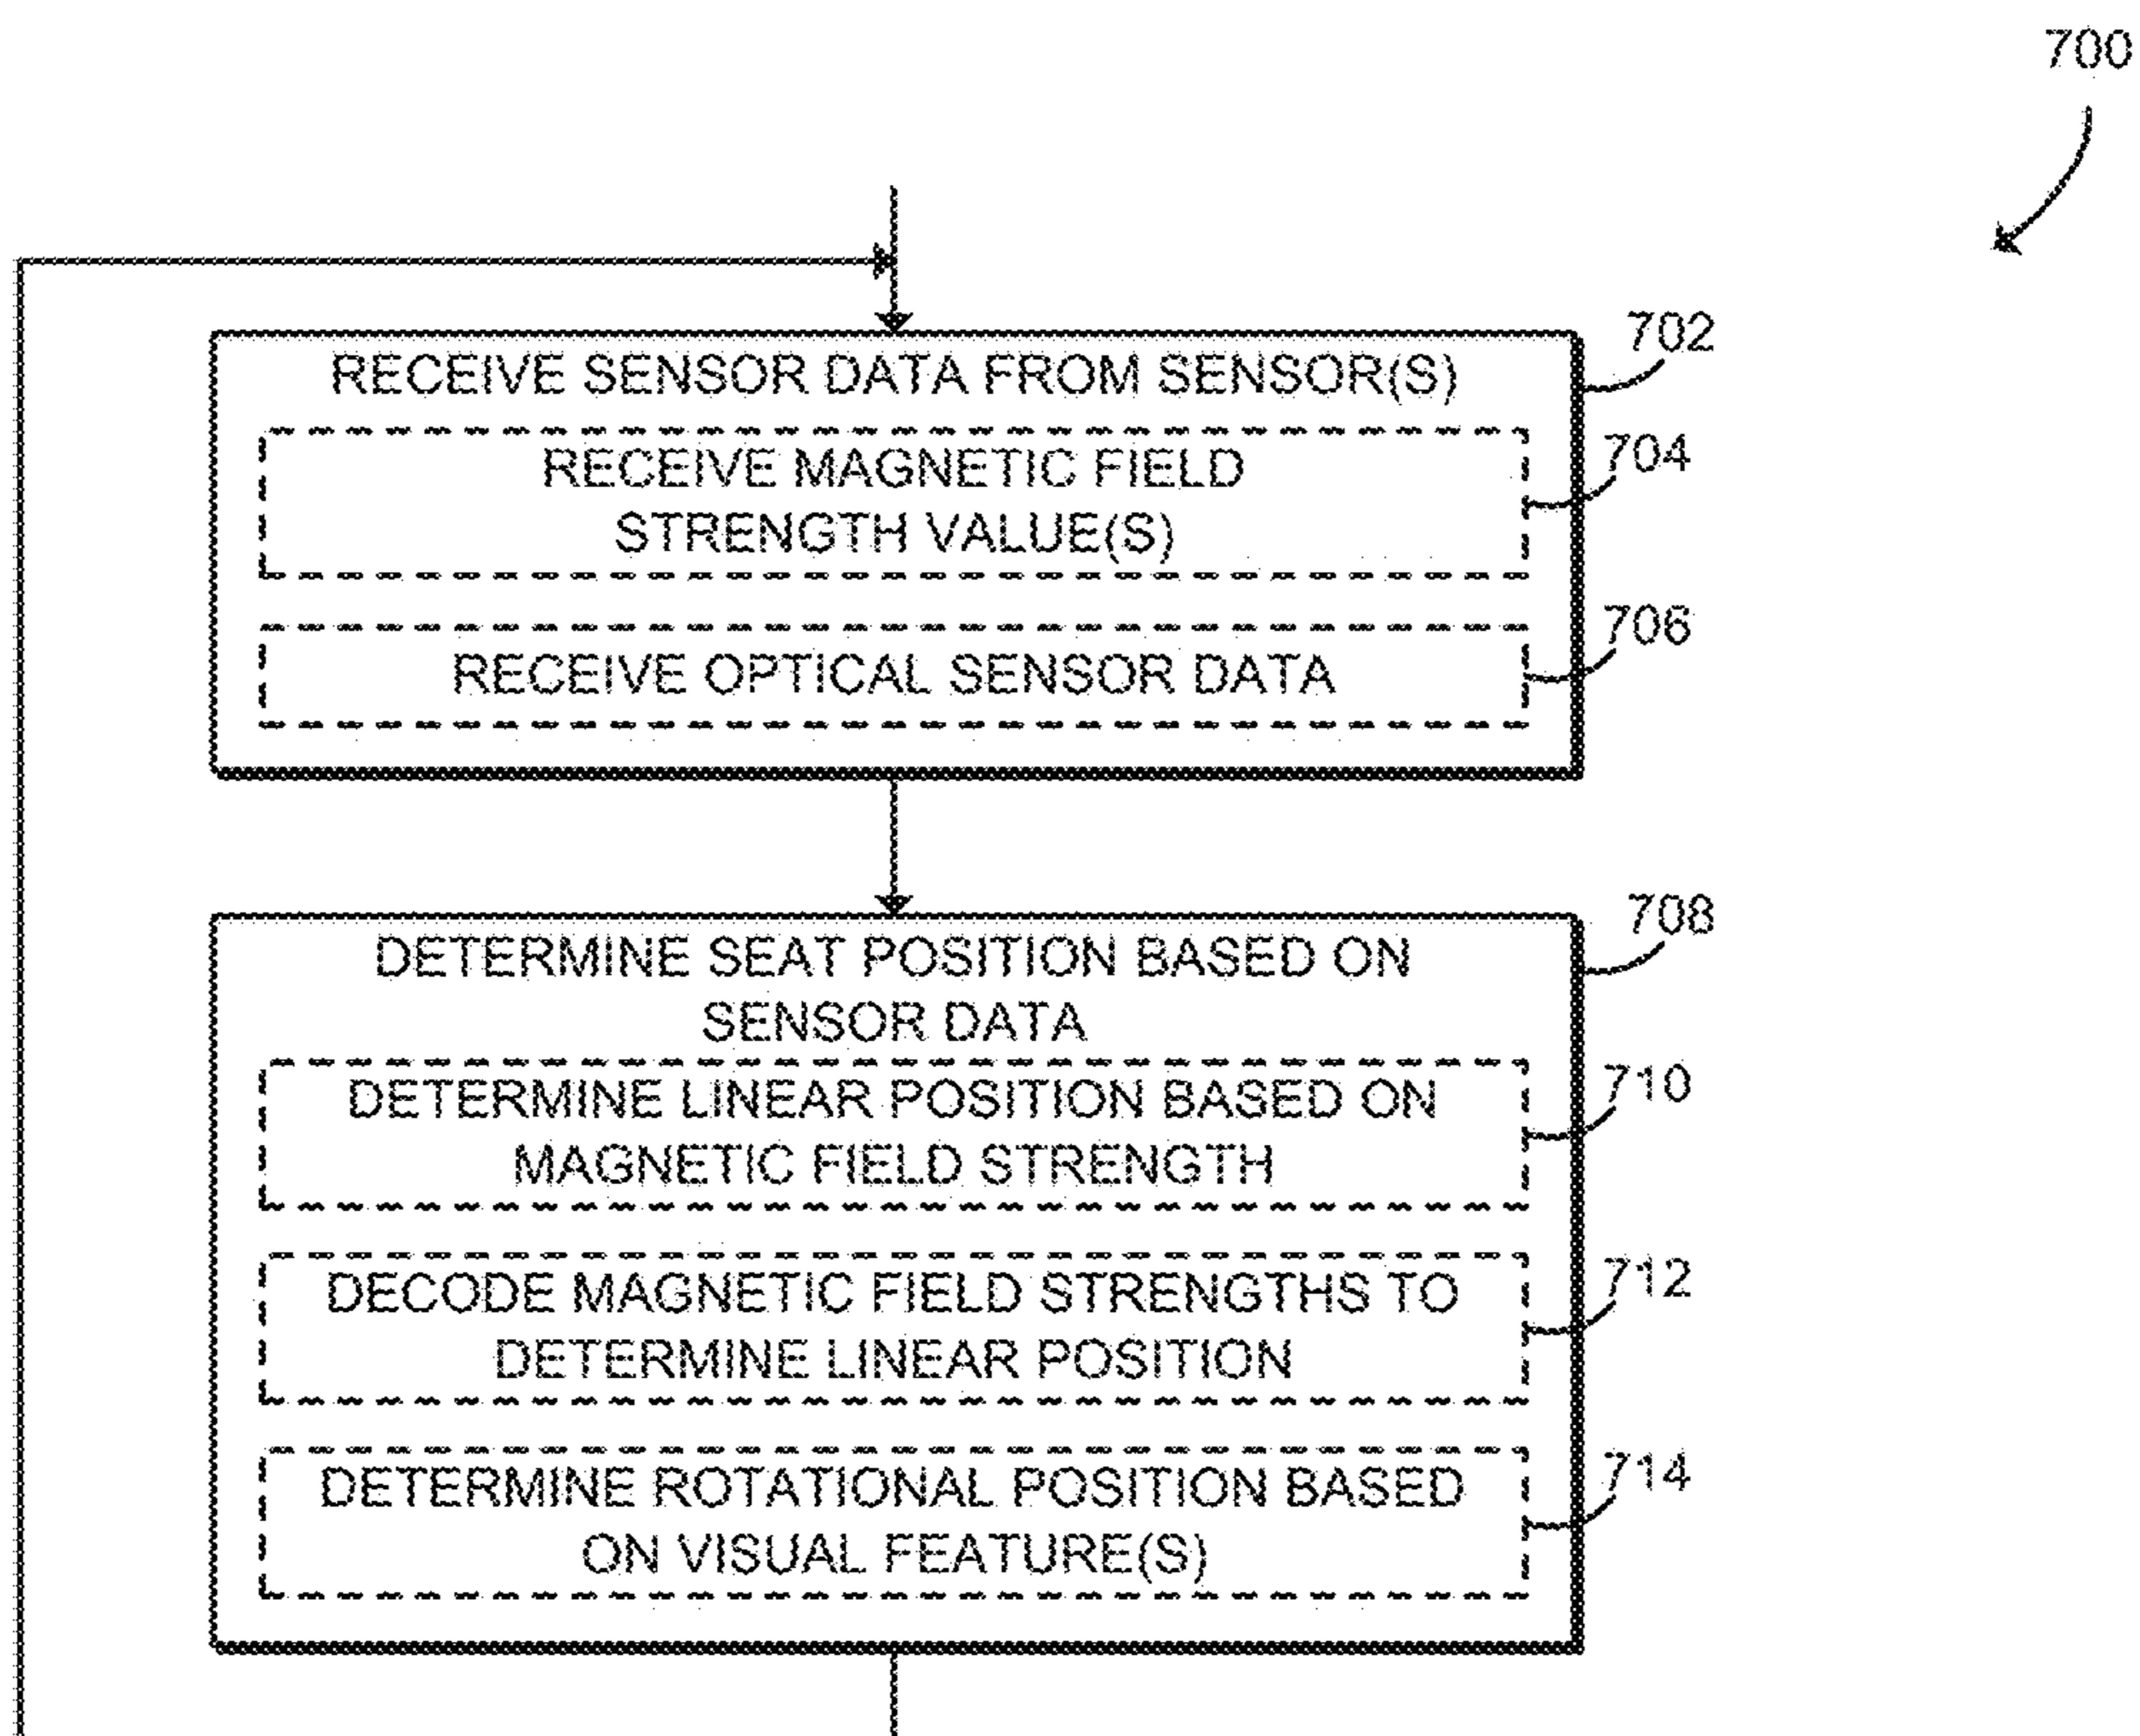 700
702
RECEIVE SENSOR DATA FROM SENSOR(S)
704
RECEIVE MAGNETIC FIELD
STRENGTH VALUE(S)
706
RECEIVE OPTICAL SENSOR DATA
708
DETERMINE SEAT POSITION BASED ON
SENSOR DATA
710
DETERMINE LINEAR POSITION BASED ON
MAGNETIC FIELD STRENGTH
712
DECODE MAGNETIC FIELD STRENGTHS TO
DETERMINE LINEAR POSITION
714
DETERMINE ROTATIONAL POSITION BASED
ON VISUAL FEATURE(S)